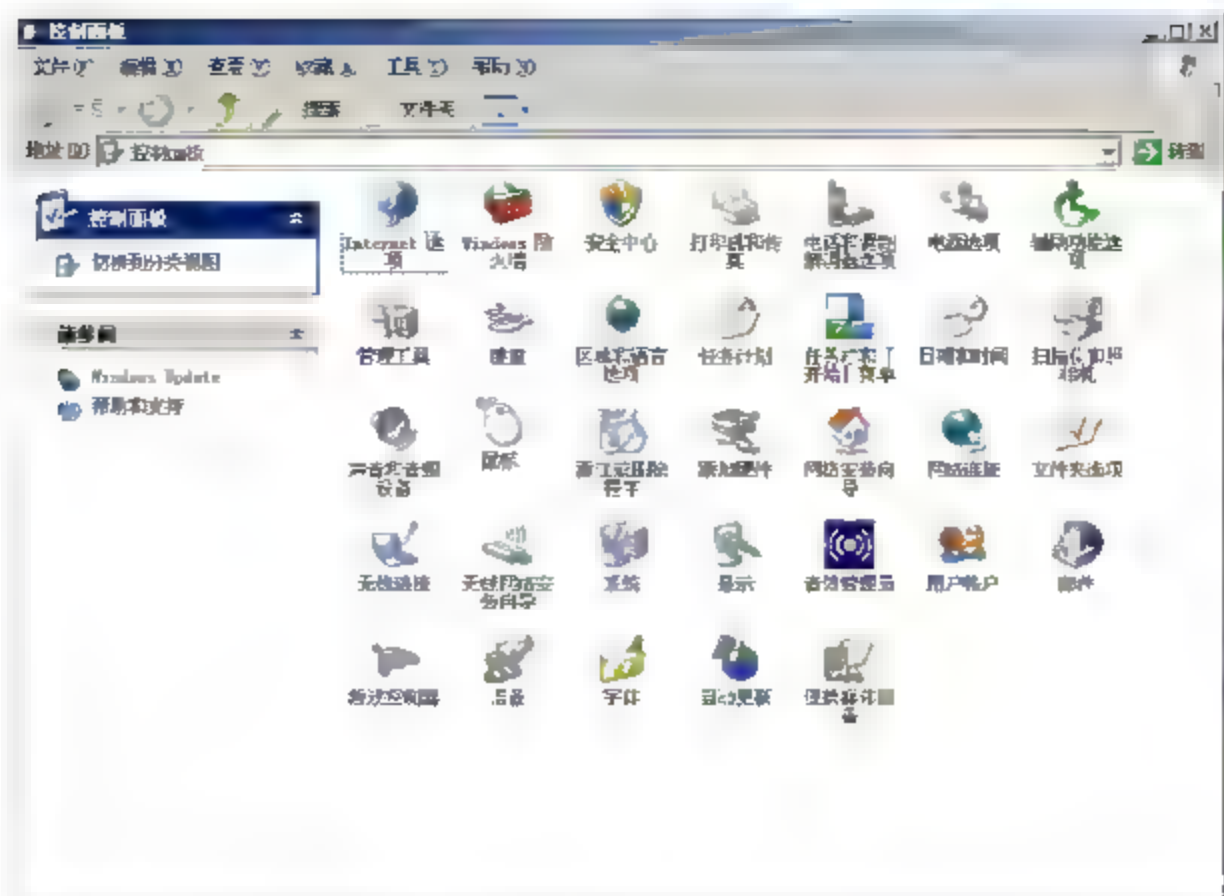 控制面板
文件 编辑 查看 收藏 工具 帮助
搜索 文件夹
地址 控制面板 转到
控制面板
切换到分类视图
请参阅
Windows Update
帮助和支持
Internet 选
项
Windows 防
火墙
安全中心
打印机和传
真
电话和调制
解调器选项
电源选项
辅助功能选
项
管理工具
键盘
区域和语言
选项
任务计划
任务栏和「
开始」菜单
日期和时间
扫描仪和照
相机
声音和音频
设备
鼠标
添加或删除
程序
添加硬件
网络安装向
导
网络连接
文件夹选项
无线链接
无线网络安
装向导
系统
显示
音效管理员
用户帐户
邮件
游戏控制器
语音
字体
自动更新